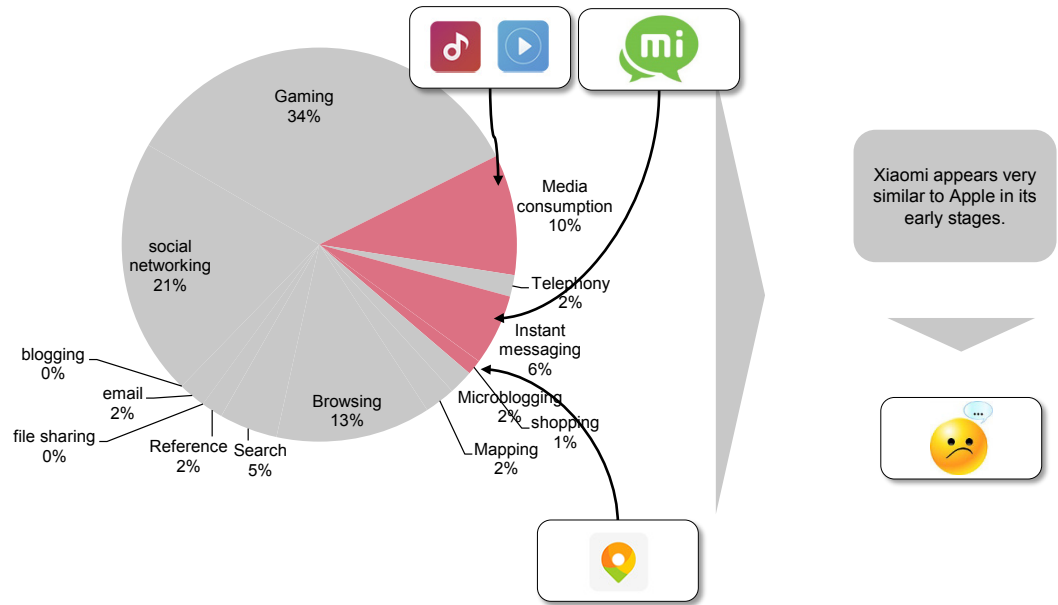 mi
Gaming
34%
Media
consumption
10%
Telephony
2%
Instant
messaging
6%
shopping
1%
Microblogging
2%
Mapping
2%
Browsing
13%
Search
5%
Reference
2%
file sharing
0%
email
2%
blogging
0%
social
networking
21%
Xiaomi appears very
similar to Apple in its
early stages.
...